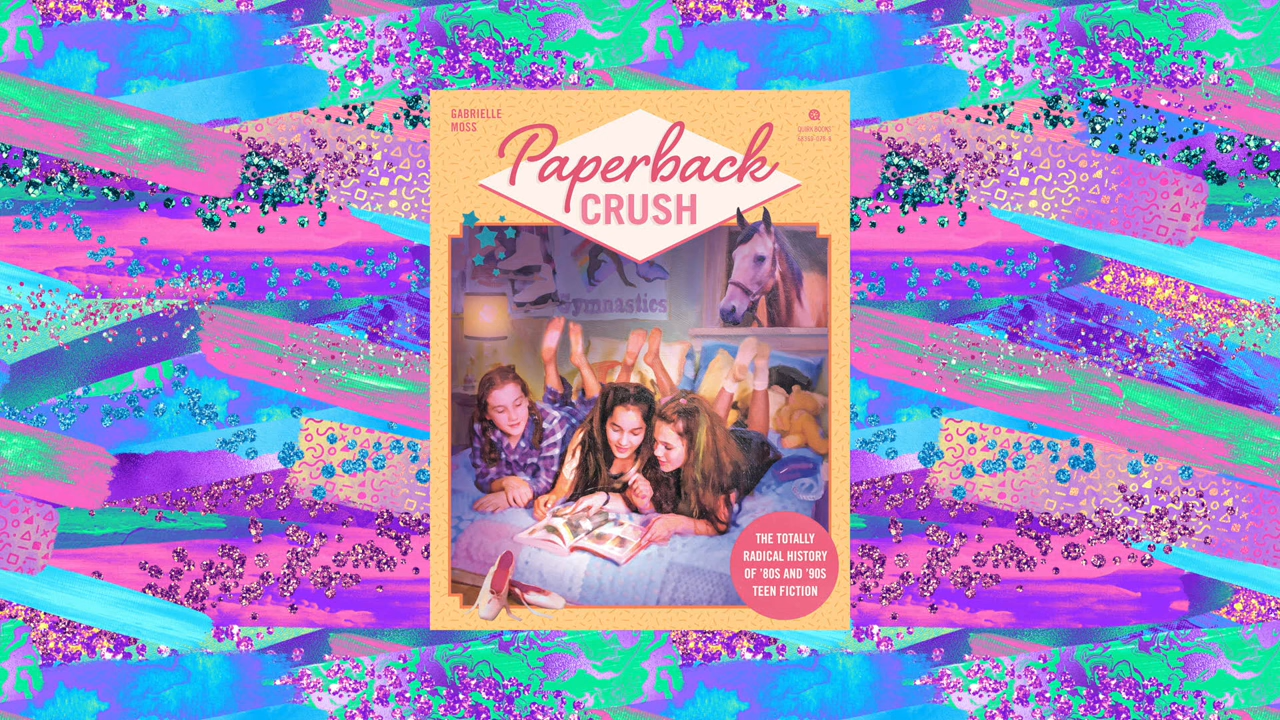 GABRIELLE
MOSS
Paperback
CRUSH
QUIRK BOOKS
Gymnastics
THE TOTALLY
RADICAL HISTORY
OF '80S AND '90S
TEEN FICTION